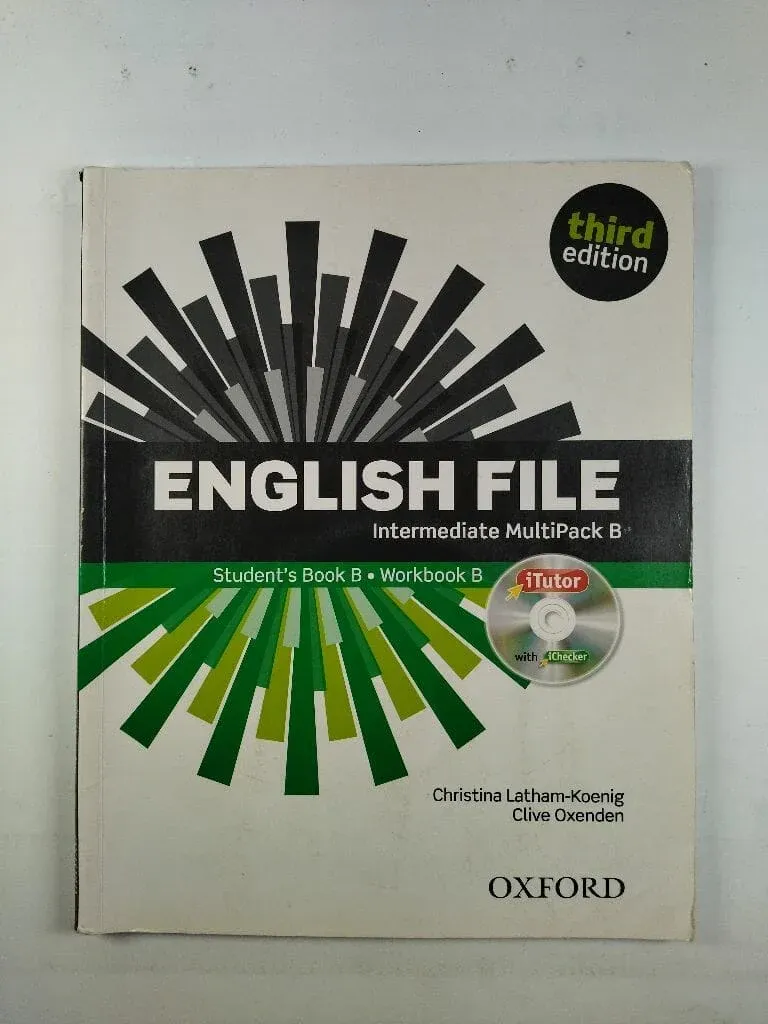 third
edition
ENGLISH FILE
Intermediate MultiPack B
Student's Book B • Workbook B
iTutor
with iChecker
Christina Latham-Koenig
Clive Oxenden
OXFORD